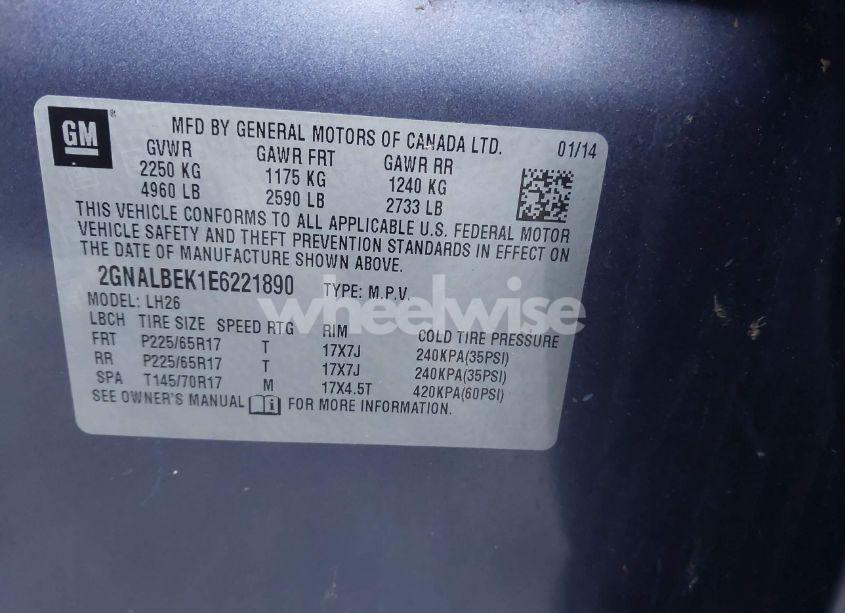 GM
MFD BY GENERAL MOTORS OF CANADA LTD. 01/14
GVWR GAWR FRT GAWR RR
2250 KG 1175 KG 1240 KG
4960 LB 2590 LB 2733 LB
THIS VEHICLE CONFORMS TO ALL APPLICABLE U.S. FEDERAL MOTOR
VEHICLE SAFETY AND THEFT PREVENTION STANDARDS IN EFFECT ON
THE DATE OF MANUFACTURE SHOWN ABOVE.
2GNALBEK1E6221890 TYPE: M.P.V.
MODEL: LH26
wheelwise
LBCH TIRE SIZE SPEED RTG RIM COLD TIRE PRESSURE
FRT P225/65R17 T 17X7J 240KPA(35PSI)
RR P225/65R17 T 17X7J 240KPA(35PSI)
SPA T145/70R17 M 17X4.5T 420KPA(60PSI)
SEE OWNER'S MANUAL FOR MORE INFORMATION.